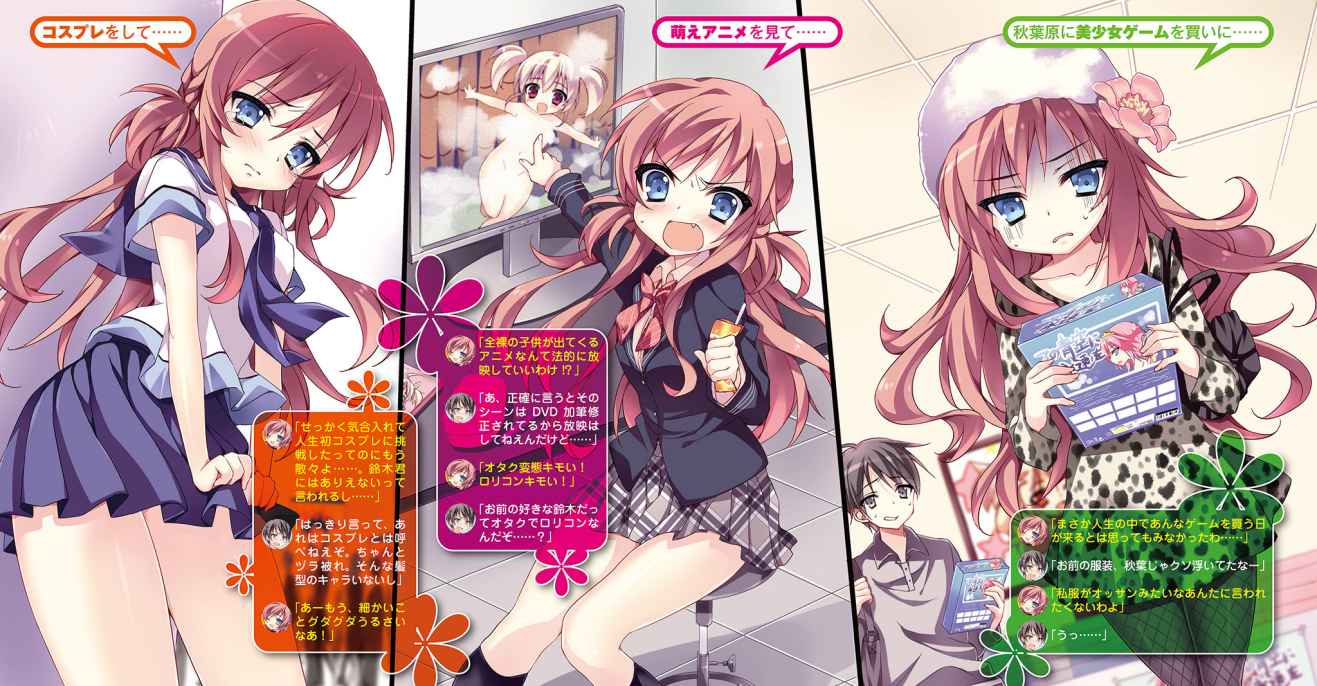 コスプレをして……
「せっかく気合入れて
人生初コスプレに挑
戦したってのにもう
散々よ……。鈴木君
にはありえないって
言われるし……」
「はっきり言って、あ
れはコスプレとは呼
べねえぞ。ちゃんと
ヅラ被れ。そんな髪
型のキャラいないし」
「あーもう、細かいこ
とグダグダうるさい
なあ！」
萌えアニメを見て……
「全裸の子供が出てくる
アニメなんて法的に放
映していいわけ!?」
「あ、正確に言うとその
シーンは DVD 加筆修
正されてるから放映は
してねえんだけど……」
「オタク変態キモい！
ロリコンキモい！」
「お前の好きな鈴木だっ
てオタクでロリコンな
んだぞ……？」
秋葉原に美少女ゲームを買いに……
「まさか人生の中であんなゲームを買う日
が来るとは思ってもみなかったわ……」
「お前の服装、秋葉じゃクソ浮いてたなー」
「私服がオッサンみたいなあんたに言われ
たくないわよ」
「うっ……」